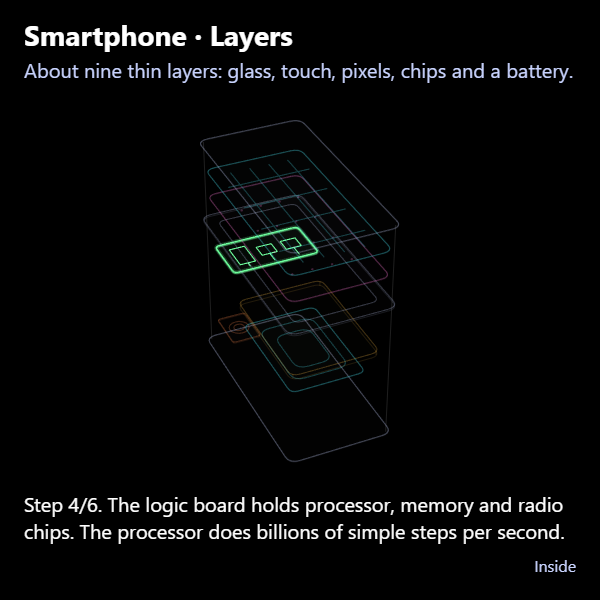 Smartphone · Layers
About nine thin layers: glass, touch, pixels, chips and a battery.
Step 4/6. The logic board holds processor, memory and radio
chips. The processor does billions of simple steps per second.
Inside